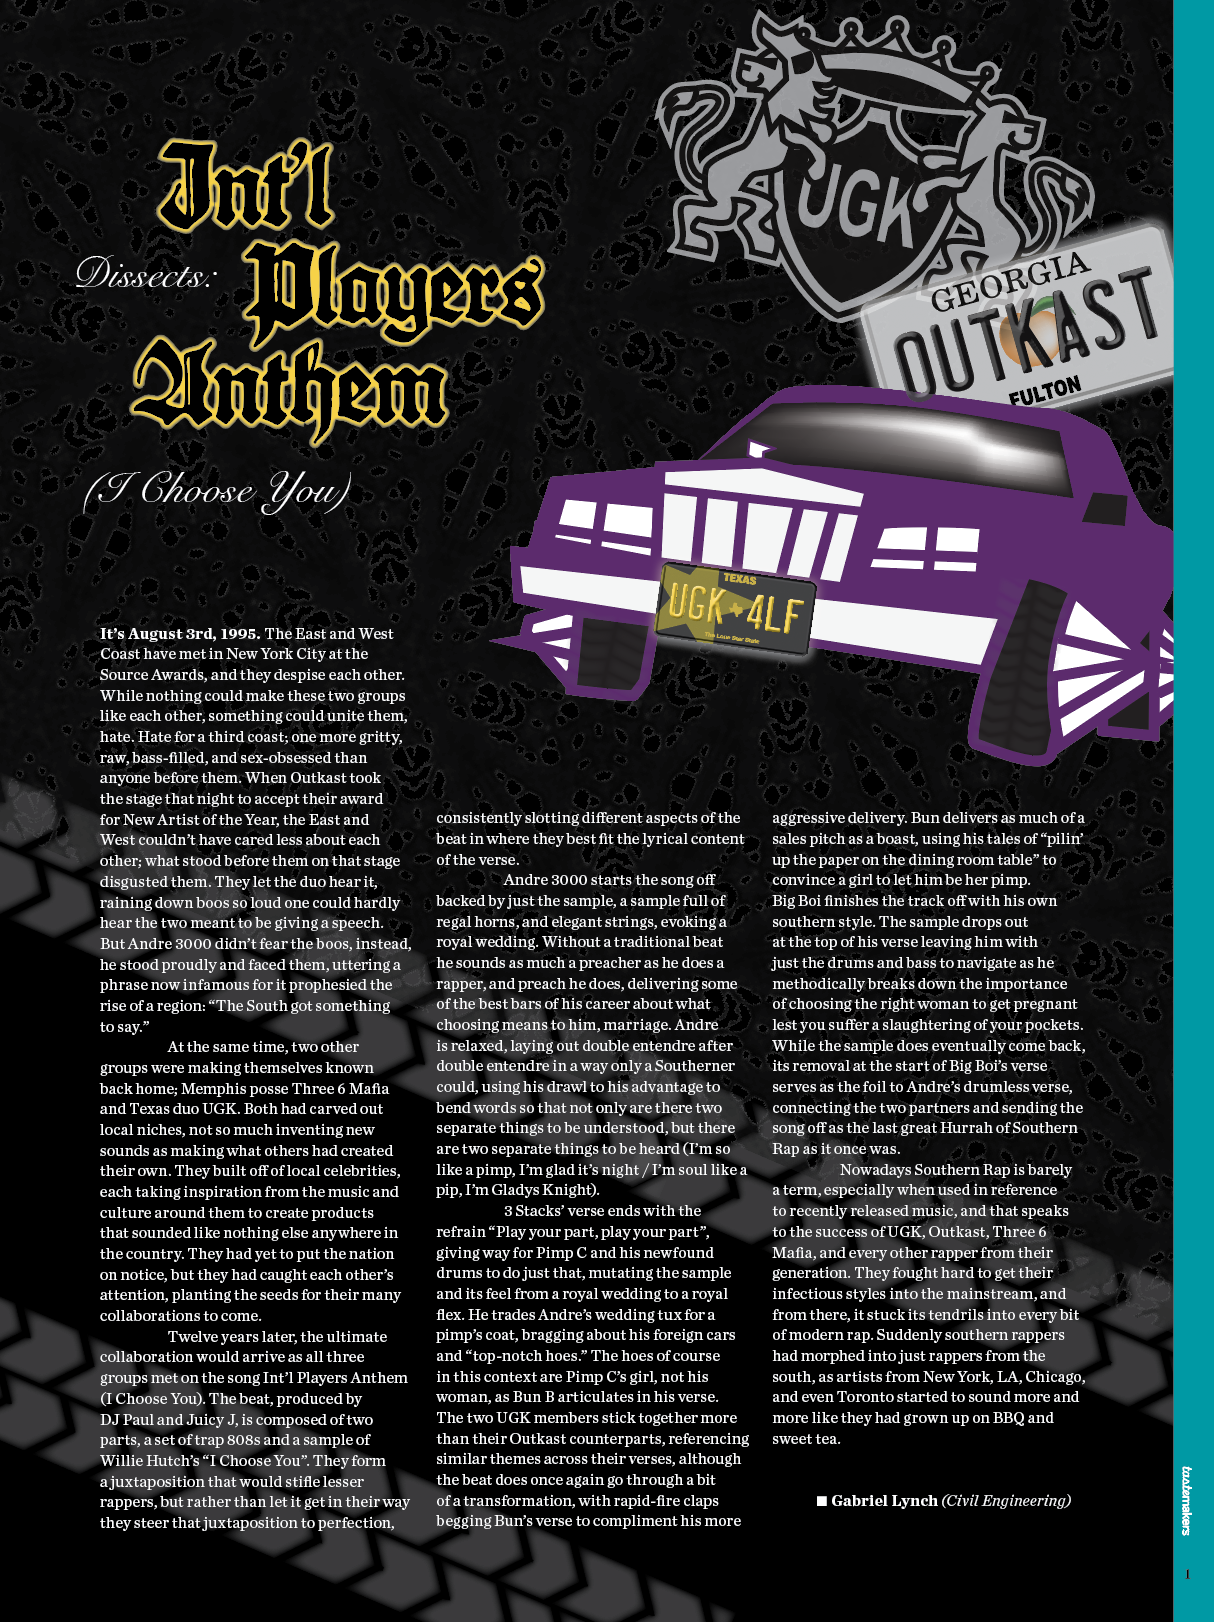 Dissects:
Int'l
Players
Anthem
(I Choose You)
UGK
GEORGIA
OUTKAST
FULTON
TEXAS
UGK 4LF
The Lone Star State
It's August 3rd, 1995. The East and West
Coast have met in New York City at the
Source Awards, and they despise each other.
While nothing could make these two groups
like each other, something could unite them,
hate. Hate for a third coast; one more gritty,
raw, bass-filled, and sex-obsessed than
anyone before them. When Outkast took
the stage that night to accept their award
for New Artist of the Year, the East and
West couldn't have cared less about each
other; what stood before them on that stage
disgusted them. They let the duo hear it,
raining down boos so loud one could hardly
hear the two meant to be giving a speech.
But Andre 3000 didn't fear the boos, instead,
he stood proudly and faced them, uttering a
phrase now infamous for it prophesied the
rise of a region: “The South got something
to say.”
At the same time, two other
groups were making themselves known
back home; Memphis posse Three 6 Mafia
and Texas duo UGK. Both had carved out
local niches, not so much inventing new
sounds as making what others had created
their own. They built off of local celebrities,
each taking inspiration from the music and
culture around them to create products
that sounded like nothing else anywhere in
the country. They had yet to put the nation
on notice, but they had caught each other's
attention, planting the seeds for their many
collaborations to come.
Twelve years later, the ultimate
collaboration would arrive as all three
groups met on the song Int'l Players Anthem
(I Choose You). The beat, produced by
DJ Paul and Juicy J, is composed of two
parts, a set of trap 808s and a sample of
Willie Hutch's “I Choose You”. They form
a juxtaposition that would stifle lesser
rappers, but rather than let it get in their way
they steer that juxtaposition to perfection,
consistently slotting different aspects of the
beat in where they best fit the lyrical content
of the verse.
Andre 3000 starts the song off
backed by just the sample, a sample full of
regal horns, and elegant strings, evoking a
royal wedding. Without a traditional beat
he sounds as much a preacher as he does a
rapper, and preach he does, delivering some
of the best bars of his career about what
choosing means to him, marriage. Andre
is relaxed, laying out double entendre after
double entendre in a way only a Southerner
could, using his drawl to his advantage to
bend words so that not only are there two
separate things to be understood, but there
are two separate things to be heard (I'm so
like a pimp, I'm glad it's night / I'm soul like a
pip, I'm Gladys Knight).
3 Stacks' verse ends with the
refrain “Play your part, play your part”,
giving way for Pimp C and his newfound
drums to do just that, mutating the sample
and its feel from a royal wedding to a royal
flex. He trades Andre's wedding tux for a
pimp's coat, bragging about his foreign cars
and “top-notch hoes.” The hoes of course
in this context are Pimp C's girl, not his
woman, as Bun B articulates in his verse.
The two UGK members stick together more
than their Outkast counterparts, referencing
similar themes across their verses, although
the beat does once again go through a bit
of a transformation, with rapid-fire claps
begging Bun's verse to compliment his more
aggressive delivery. Bun delivers as much of a
sales pitch as a boast, using his tales of “pilin'
up the paper on the dining room table” to
convince a girl to let him be her pimp.
Big Boi finishes the track off with his own
southern style. The sample drops out
at the top of his verse leaving him with
just the drums and bass to navigate as he
methodically breaks down the importance
of choosing the right woman to get pregnant
lest you suffer a slaughtering of your pockets.
While the sample does eventually come back,
its removal at the start of Big Boi's verse
serves as the foil to Andre's drumless verse,
connecting the two partners and sending the
song off as the last great Hurrah of Southern
Rap as it once was.
Nowadays Southern Rap is barely
a term, especially when used in reference
to recently released music, and that speaks
to the success of UGK, Outkast, Three 6
Mafia, and every other rapper from their
generation. They fought hard to get their
infectious styles into the mainstream, and
from there, it stuck its tendrils into every bit
of modern rap. Suddenly southern rappers
had morphed into just rappers from the
south, as artists from New York, LA, Chicago,
and even Toronto started to sound more and
more like they had grown up on BBQ and
sweet tea.
■ Gabriel Lynch (Civil Engineering)
tastemakers
1